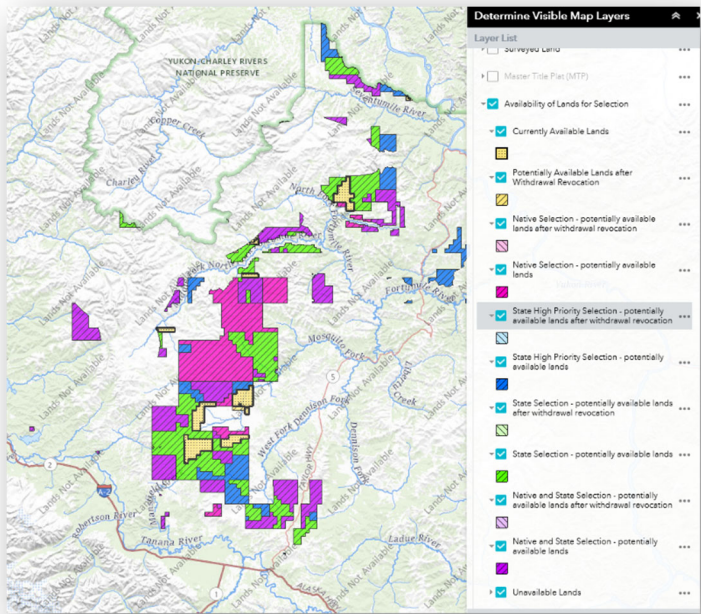 Determine Visible Map Layers
Layer List
Surveyed Land
Master Title Plat (MTP)
Availability of Lands for Selection
Currently Available Lands
Potentially Available Lands after
Withdrawal Revocation
Native Selection - potentially available
lands after withdrawal revocation
Native Selection - potentially available
lands
State High Priority Selection - potentially
available lands after withdrawal revocation
State High Priority Selection - potentially
available lands
State Selection - potentially available lands
after withdrawal revocation
State Selection - potentially available lands
Native and State Selection - potentially
available lands after withdrawal revocation
Native and State Selection - potentially
available lands
Unavailable Lands
YUKON-CHARLEY RIVERS
NATIONAL PRESERVE
Lands Not Available
Seventymile River
Copper Creek
Charley River
North Fork
Fortymile River
Mosquito Fork
5
West Fork Dennison Fork
Dennison Fork
2
Robertson River
Tanana River
Ladue River
1